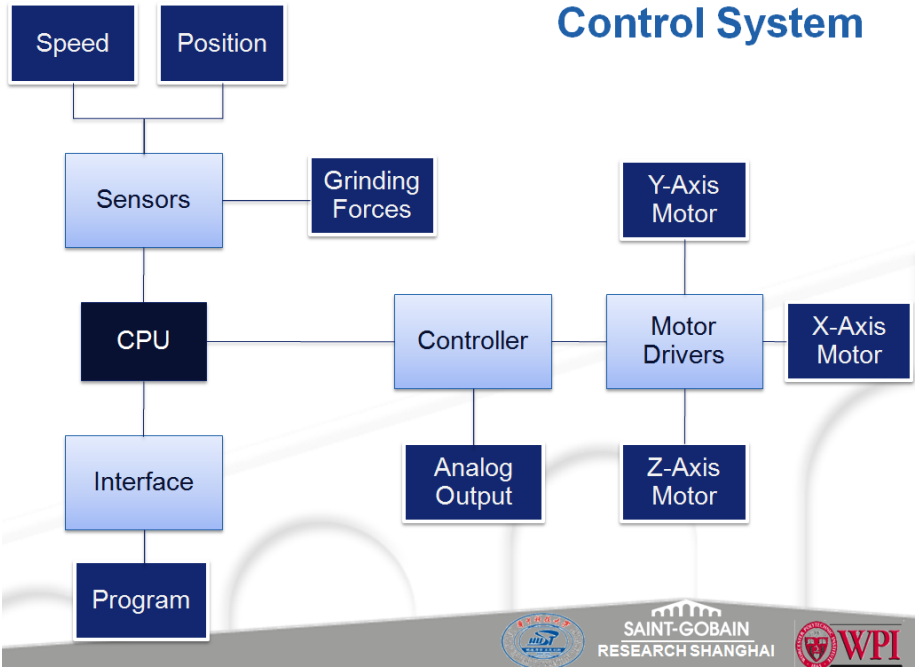 Control System
Speed
Position
Sensors
Grinding
Forces
Y-Axis
Motor
CPU
Controller
Motor
Drivers
X-Axis
Motor
Interface
Analog
Output
Z-Axis
Motor
Program
SAINT-GOBAIN
RESEARCH SHANGHAI
WPI